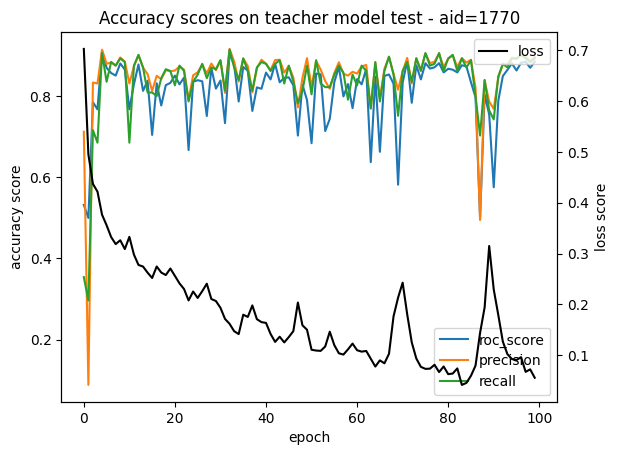 Accuracy scores on teacher model test - aid=1770
loss
0.7
0.6
0.5
0.4
0.3
0.2
0.1
loss score
0.8
0.6
0.4
0.2
accuracy score
roc_score
precision
recall
0
20
40
60
80
100
epoch